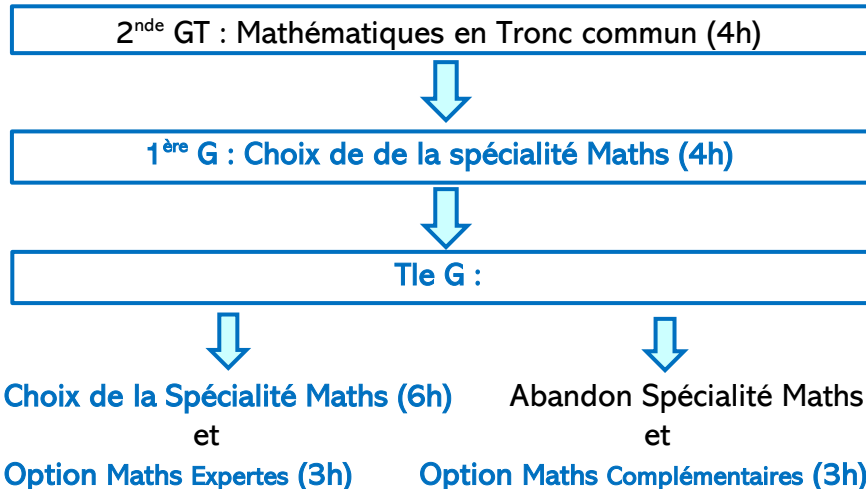 2nde GT : Mathématiques en Tronc commun (4h)
1ère G : Choix de de la spécialité Maths (4h)
Tle G :
Choix de la Spécialité Maths (6h)
et
Option Maths Expertes (3h)
Abandon Spécialité Maths
et
Option Maths Complémentaires (3h)